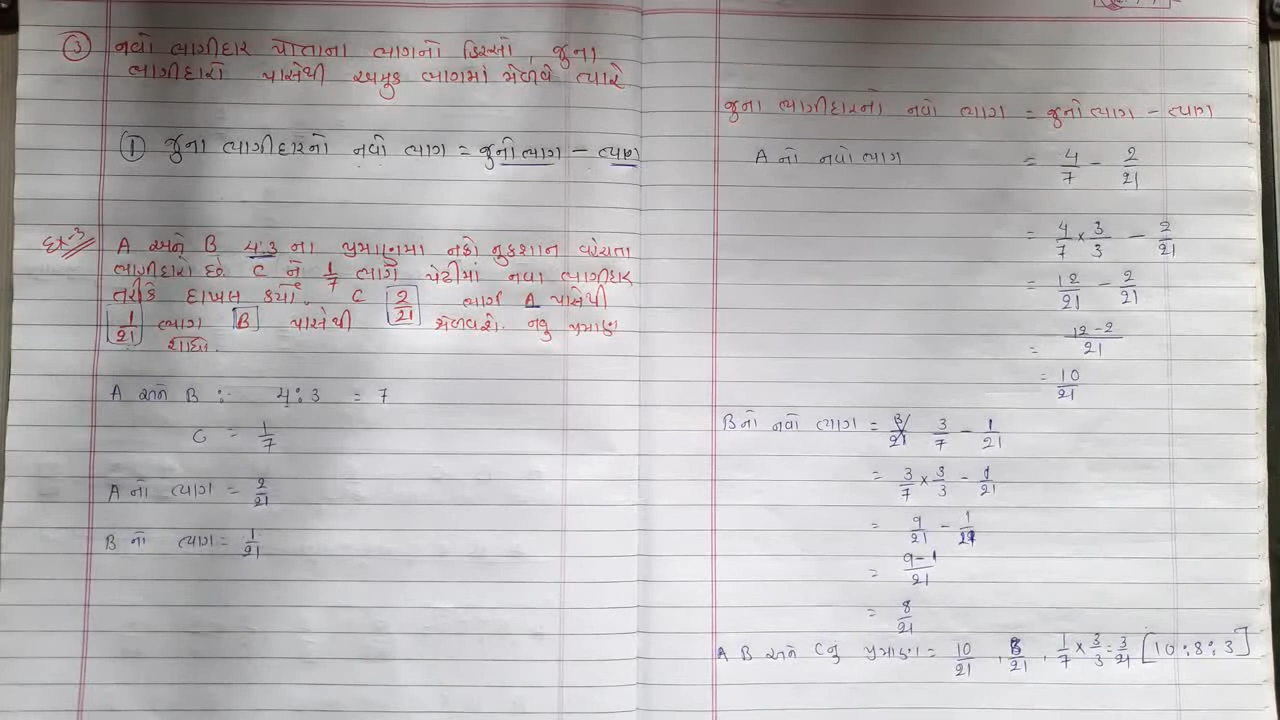 ③ નવો ભાગીદાર પોતાના ભાગનો હિસ્સો, જુના
ભાગીદારો પાસેથી અમુક ભાગમાં મેળવે ત્યારે
① જુના ભાગીદારનો નવો ભાગ = જુનો ભાગ − ત્યાગ
Ex-3 A અને B 4:3 ના પ્રમાણમા નફો નુકશાન વહેંચતા
ભાગીદારો છે C ને 1/7 ભાગે પેઢીમાં નવા ભાગીદાર
તરીકે દાખલ કર્યો. C 2/21 ભાગ A પાસેથી
1/21 ભાગ B પાસેથી મેળવશે. નવુ પ્રમાણ
શોધો.
A અને B :- 4:3 = 7
C = 1/7
A નો ત્યાગ = 2/21
B નો ત્યાગ = 1/21
જુના ભાગીદારનો નવો ભાગ = જુનો ભાગ − ત્યાગ
A નો નવો ભાગ = 4/7 − 2/21
= 4/7 × 3/3 − 2/21
= 12/21 − 2/21
= 12-2/21
= 10/21
B નો નવો ભાગ = 3/7 − 1/21
= 3/7 × 3/3 − 1/21
= 9/21 − 1/21
= 9-1/21
= 8/21
A B અને C નુ પ્રમાણ = 10/21, 8/21, 1/7 × 3/3 = 3/21 [10:8:3]